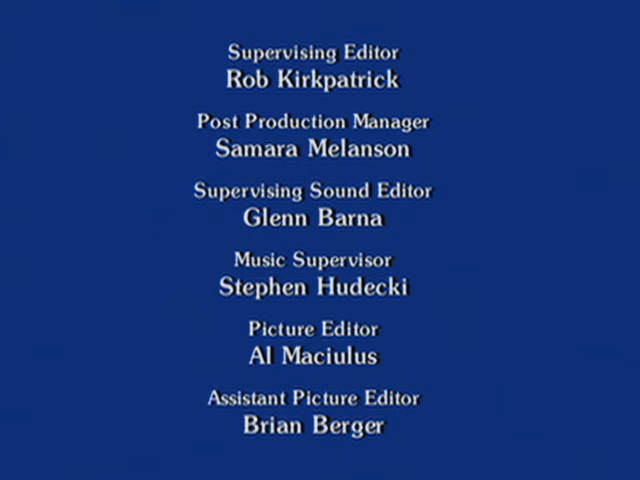 Supervising Editor
Rob Kirkpatrick
Post Production Manager
Samara Melanson
Supervising Sound Editor
Glenn Barna
Music Supervisor
Stephen Hudecki
Picture Editor
Al Maciulus
Assistant Picture Editor
Brian Berger